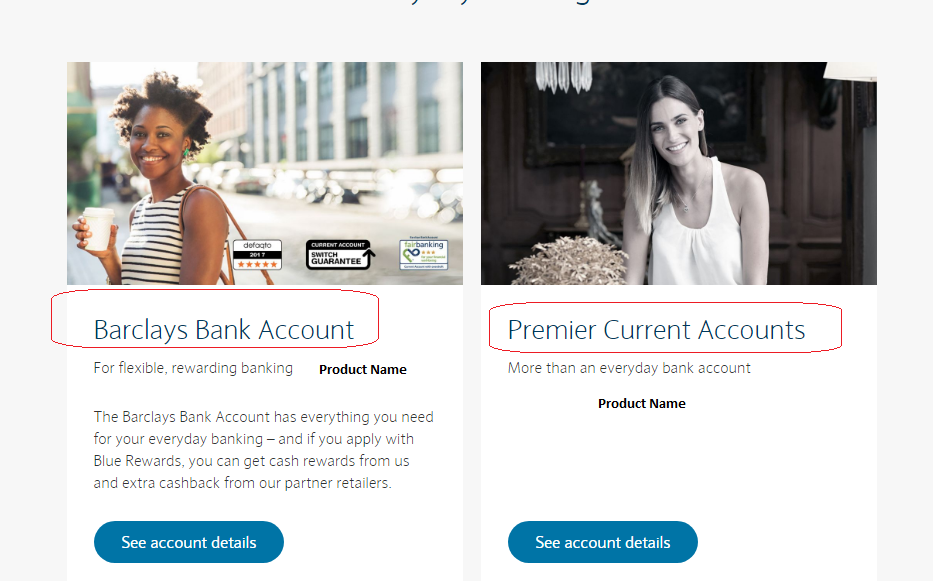 defaqto
2017
CURRENT ACCOUNT
SWITCH
GUARANTEE
fairbanking
Barclays Bank Account
Premier Current Accounts
For flexible, rewarding banking
Product Name
More than an everyday bank account
Product Name
The Barclays Bank Account has everything you need
for your everyday banking – and if you apply with
Blue Rewards, you can get cash rewards from us
and extra cashback from our partner retailers.
See account details
See account details